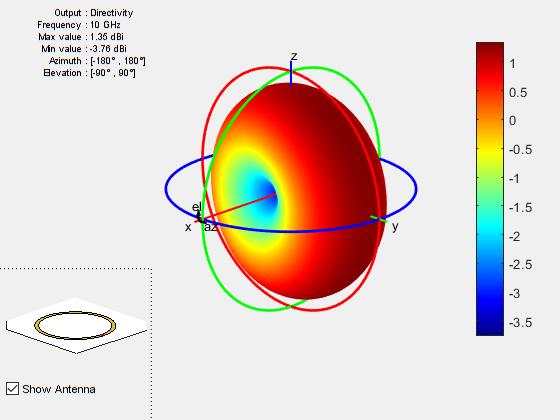 Output : Directivity
Frequency : 10 GHz
Max value : 1.35 dBi
Min value : -3.76 dBi
Azimuth : [-180° , 180°]
Elevation : [-90° , 90°]
z
1
0.5
0
-0.5
-1
-1.5
-2
-2.5
-3
-3.5
el
x
az
y
Show Antenna